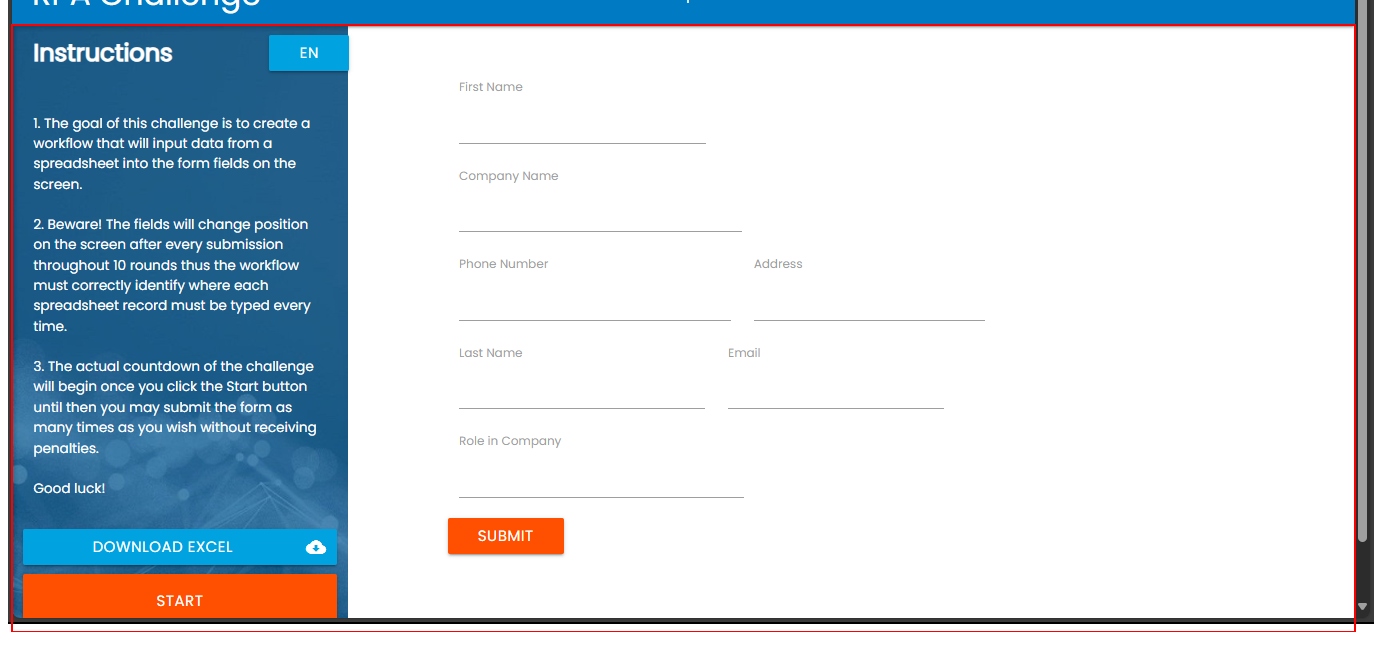 RPA Challenge
Instructions
EN
1. The goal of this challenge is to create a
workflow that will input data from a
spreadsheet into the form fields on the
screen.
2. Beware! The fields will change position
on the screen after every submission
throughout 10 rounds thus the workflow
must correctly identify where each
spreadsheet record must be typed every
time.
3. The actual countdown of the challenge
will begin once you click the Start button
until then you may submit the form as
many times as you wish without receiving
penalties.
Good luck!
DOWNLOAD EXCEL
START
First Name
Company Name
Phone Number
Address
Last Name
Email
Role in Company
SUBMIT